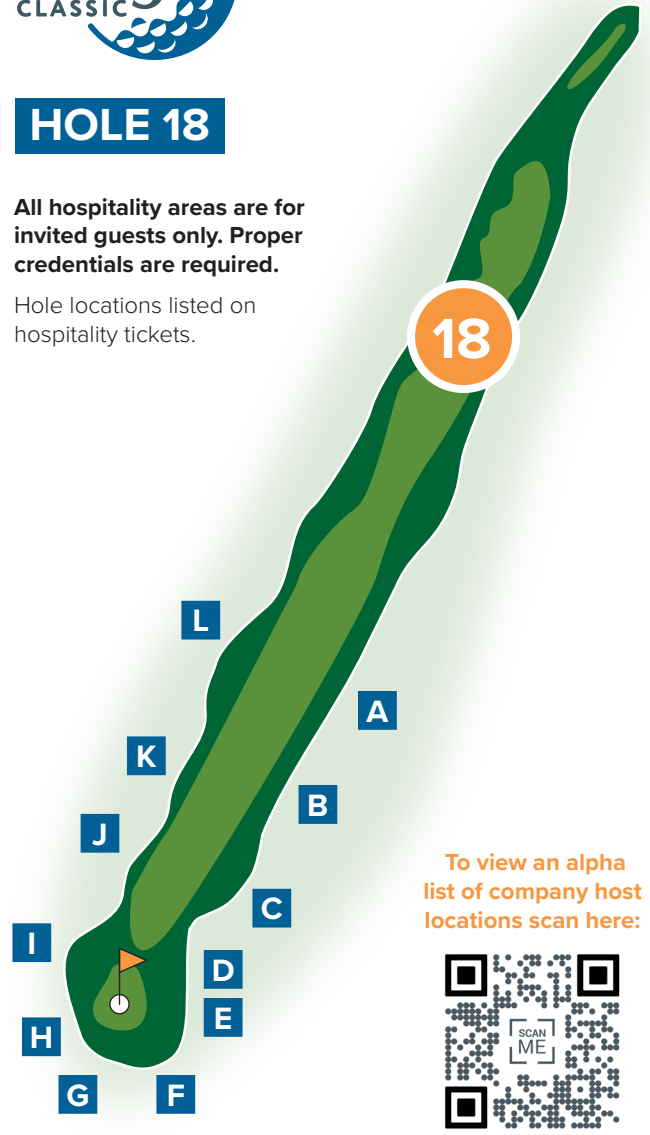 CLASSIC
HOLE 18
All hospitality areas are for
invited guests only. Proper
credentials are required.
Hole locations listed on
hospitality tickets.
18
L
A
K
B
J
C
I
D
E
H
G
F
To view an alpha
list of company host
locations scan here:
SCAN
ME